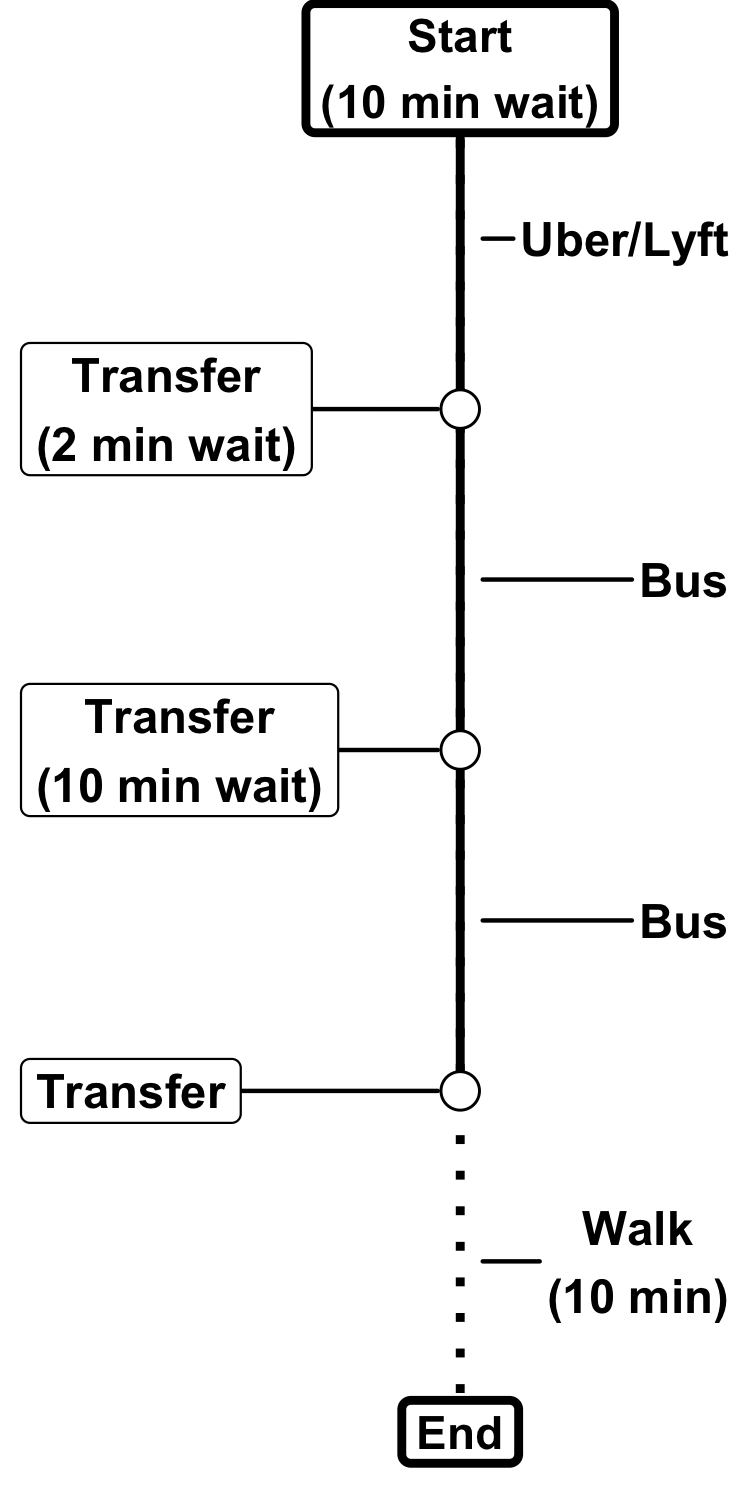 Start
(10 min wait)
Uber/Lyft
Transfer
(2 min wait)
Bus
Transfer
(10 min wait)
Bus
Transfer
Walk
(10 min)
End